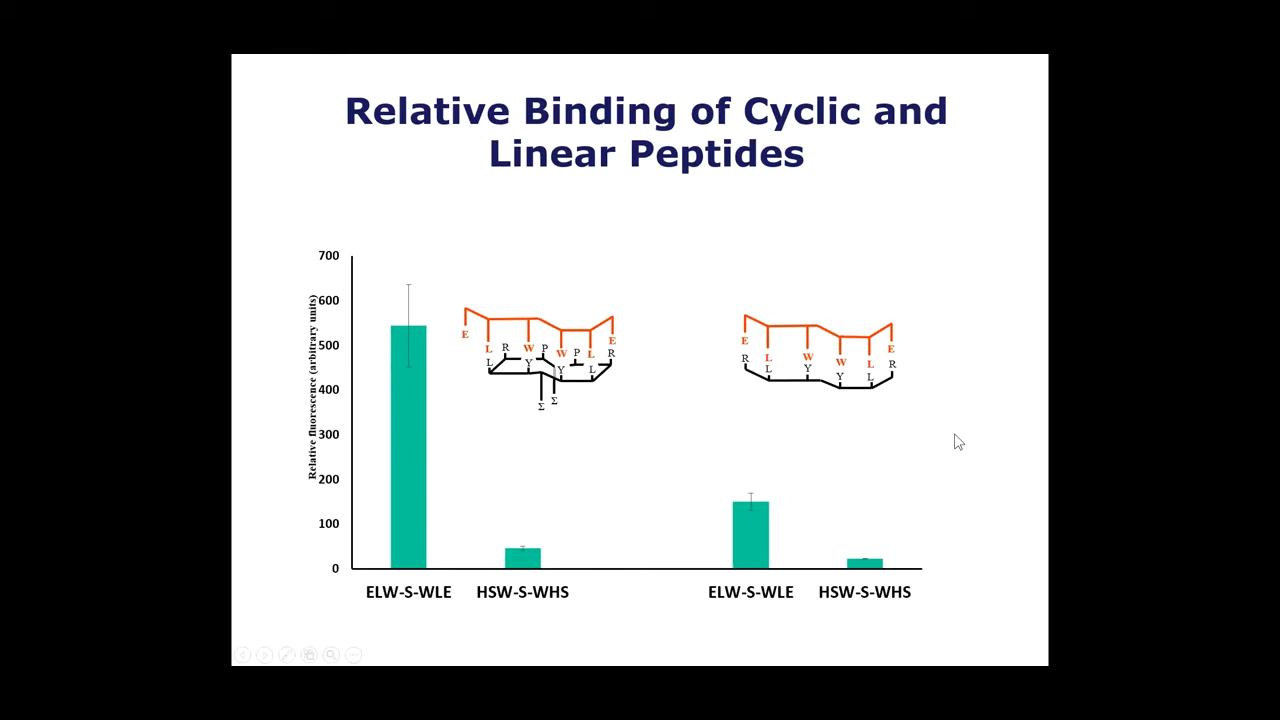 Relative Binding of Cyclic and
Linear Peptides
Relative fluorescence (arbitrary units)
700
600
500
400
300
200
100
0
E L W W L E
R P P R
L Y Y L
Σ Σ
E L W W L E
R L Y Y L R
ELW-S-WLE HSW-S-WHS ELW-S-WLE HSW-S-WHS